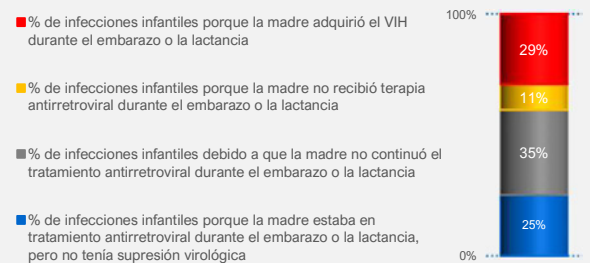 % de infecciones infantiles porque la madre adquirió el VIH
durante el embarazo o la lactancia
% de infecciones infantiles porque la madre no recibió terapia
antirretroviral durante el embarazo o la lactancia
% de infecciones infantiles debido a que la madre no continuó el
tratamiento antirretroviral durante el embarazo o la lactancia
% de infecciones infantiles porque la madre estaba en
tratamiento antirretroviral durante el embarazo o la lactancia,
pero no tenía supresión virológica
100%
29%
11%
35%
25%
0%